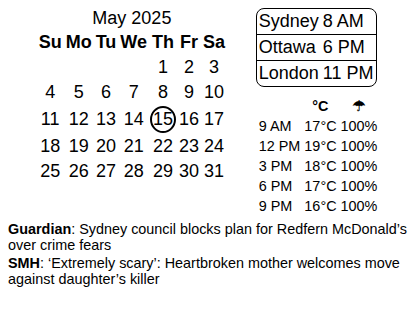 May 2025
Su Mo Tu We Th Fr Sa
1 2 3
4 5 6 7 8 9 10
11 12 13 14 15 16 17
18 19 20 21 22 23 24
25 26 27 28 29 30 31
Sydney 8 AM
Ottawa 6 PM
London 11 PM
°C ☂
9 AM 17°C 100%
12 PM 19°C 100%
3 PM 18°C 100%
6 PM 17°C 100%
9 PM 16°C 100%
Guardian: Sydney council blocks plan for Redfern McDonald’s
over crime fears
SMH: ‘Extremely scary’: Heartbroken mother welcomes move
against daughter’s killer